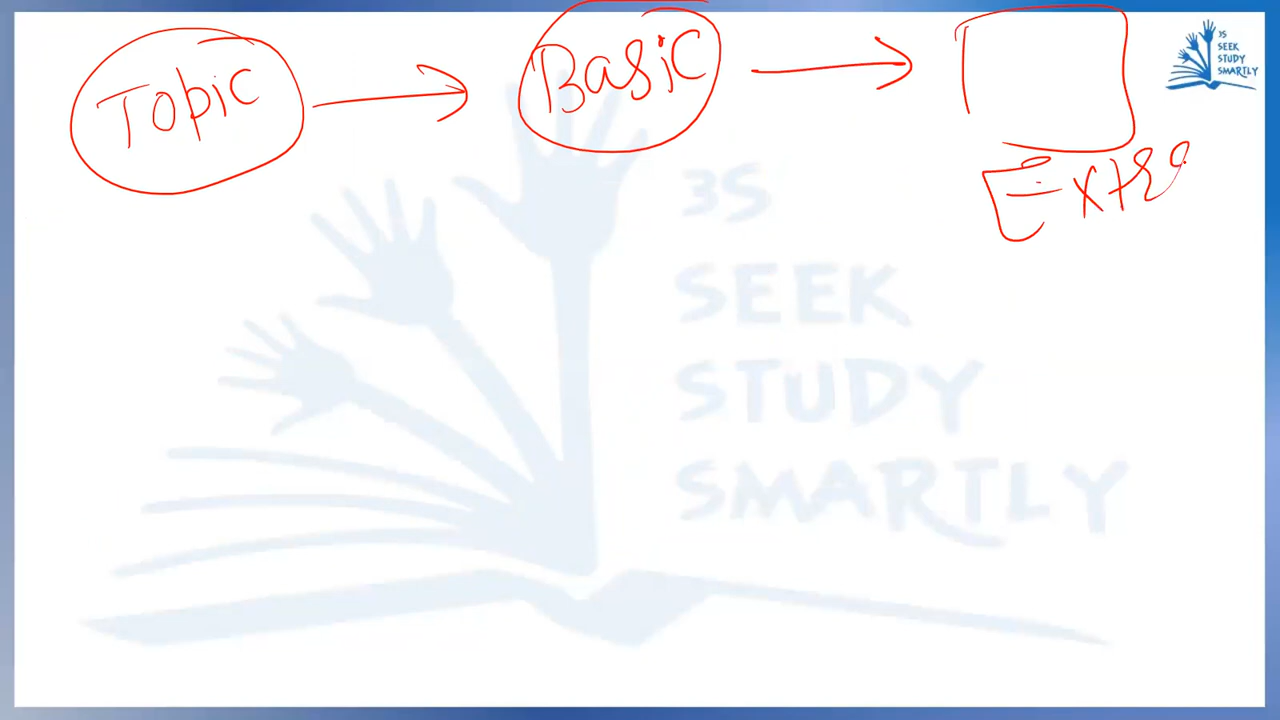 Topic → Basic →
Extra
3S
SEEK
STUDY
SMARTLY
3S
SEEK
STUDY
SMARTLY